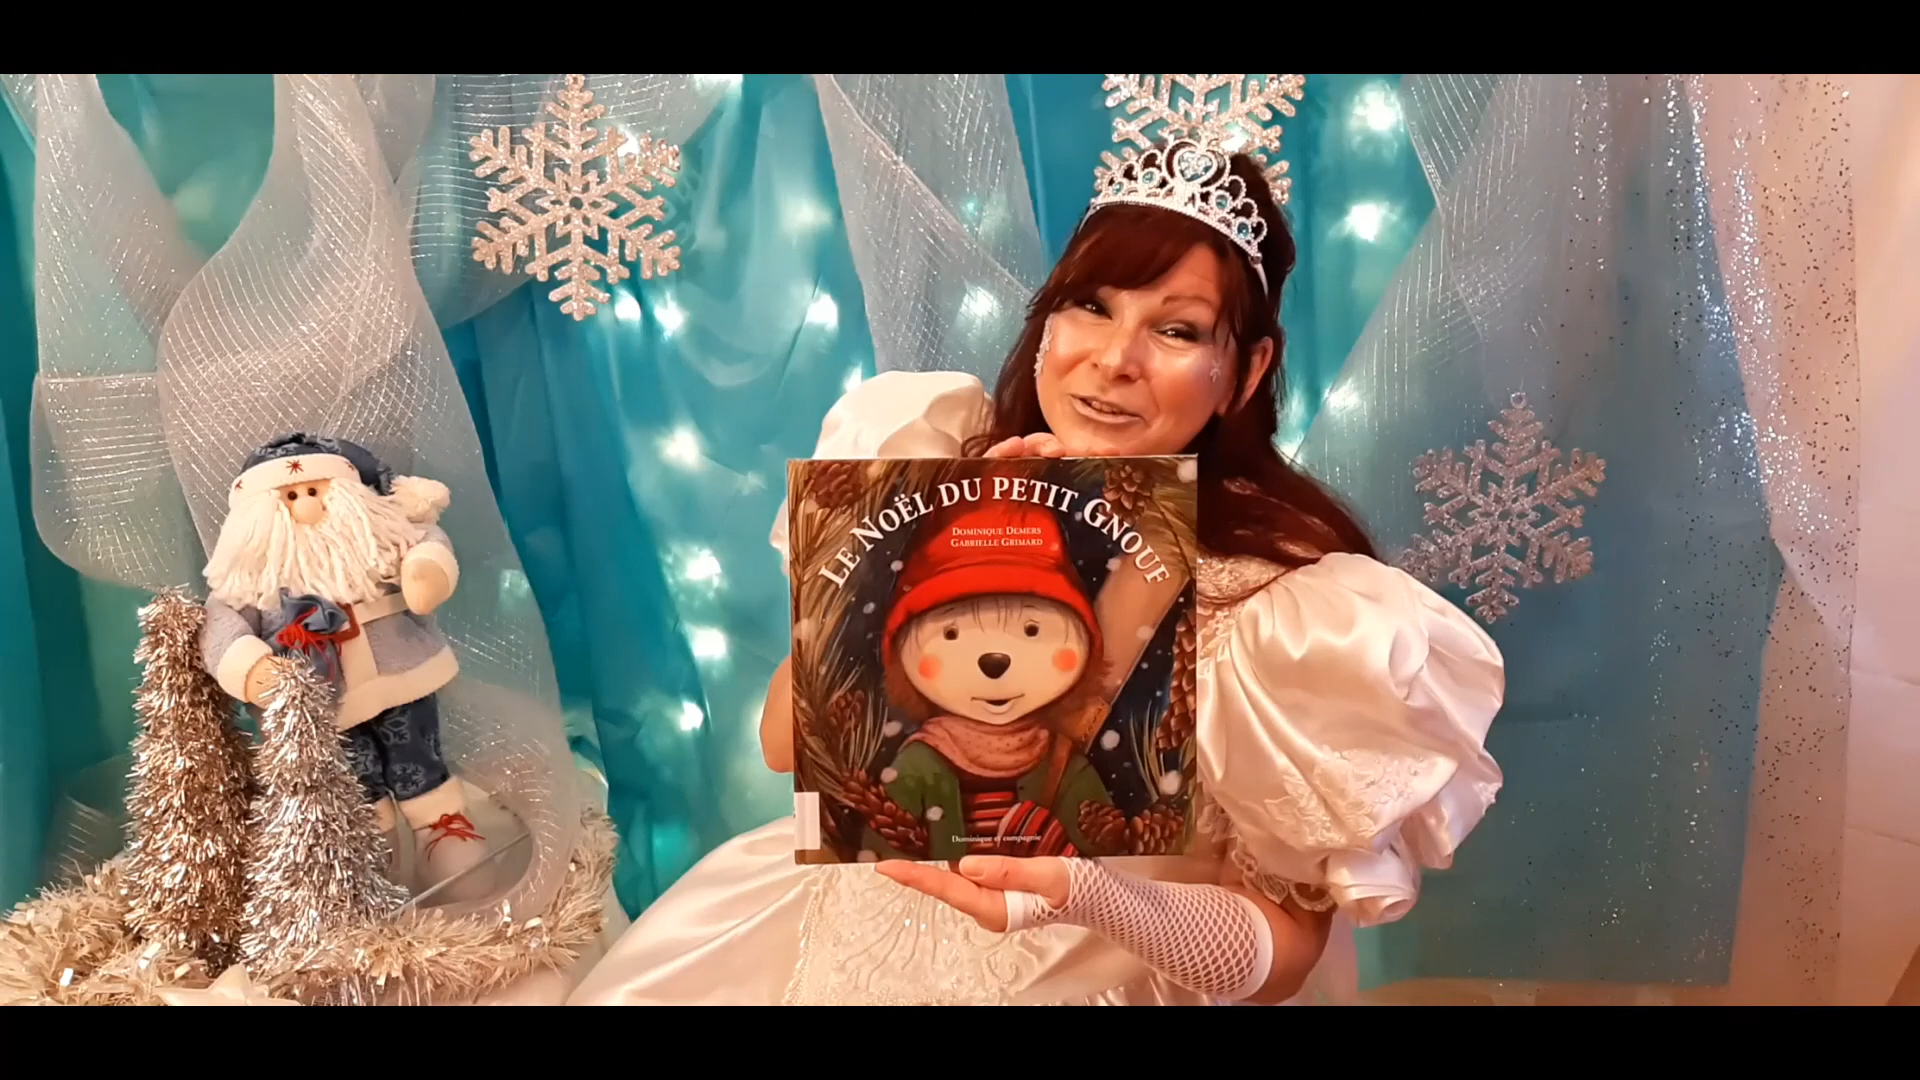 LE NOËL DU PETIT GNOUF
DOMINIQUE DEMERS
GABRIELLE GRIMARD
Dominique et compagnie